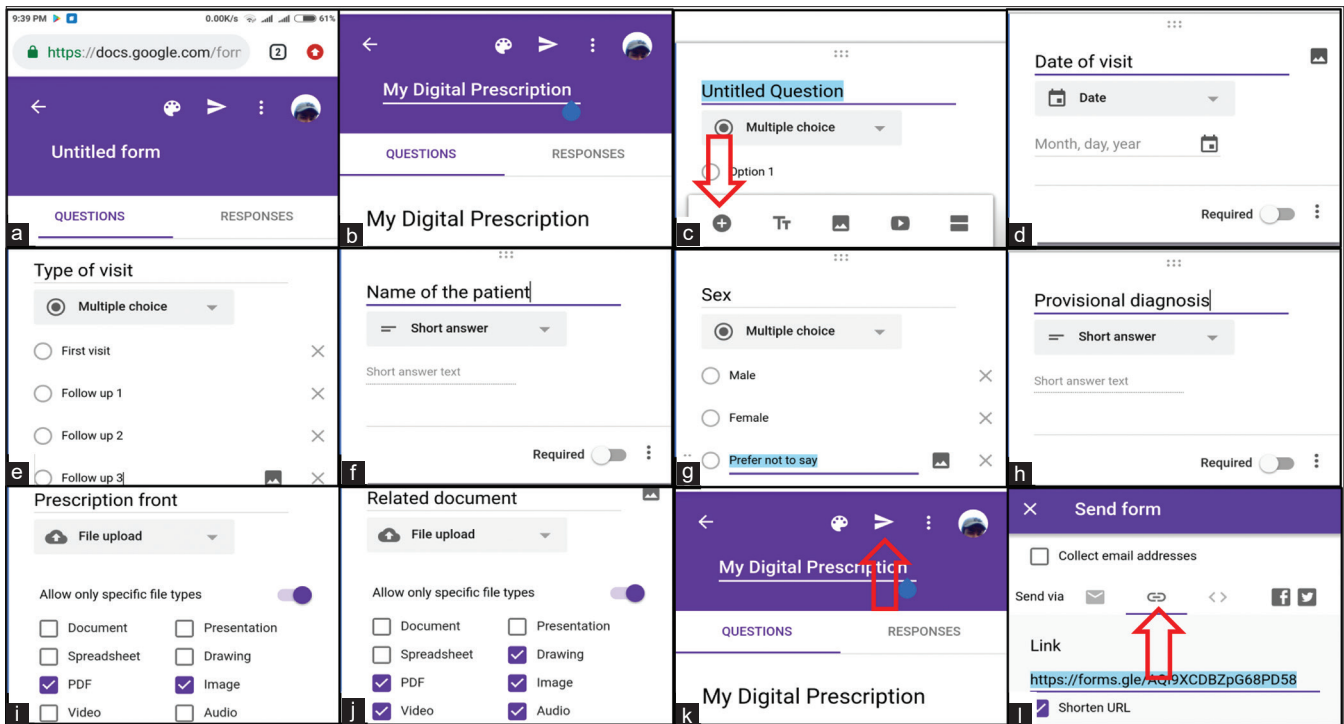 9:39 PM 0.00K/s 61%
https://docs.google.com/forr 2
Untitled form
QUESTIONS RESPONSES
a
My Digital Prescription
QUESTIONS RESPONSES
My Digital Prescription
b
Untitled Question
Multiple choice
Option 1
Tт
c
Date of visit
Date
Month, day, year
Required
d
Type of visit
Multiple choice
First visit
Follow up 1
Follow up 2
Follow up 3
e
Name of the patient
Short answer
Short answer text
Required
f
Sex
Multiple choice
Male
Female
Prefer not to say
g
Provisional diagnosis
Short answer
Short answer text
Required
h
Prescription front
File upload
Allow only specific file types
Document Presentation
Spreadsheet Drawing
PDF Image
Video Audio
i
Related document
File upload
Allow only specific file types
Document Presentation
Spreadsheet Drawing
PDF Image
Video Audio
j
My Digital Prescription
QUESTIONS RESPONSES
My Digital Prescription
k
Send form
Collect email addresses
Send via
Link
https://forms.gle/AQi9XCDBZpG68PD58
Shorten URL
l